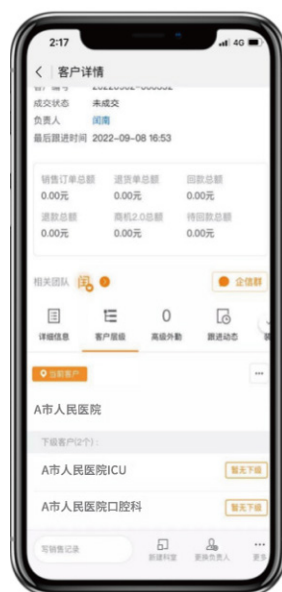 2:17
4G
客户详情
成交状态 未成交
负责人 闫南
最后跟进时间 2022-09-08 16:53
销售订单总额 退货单总额 回款总额
0.00元 0.00元 0.00元
退款总额 商机2.0总额 待回款总额
0.00元 0.00元 0.00元
相关团队 企信群
详细信息 客户层级 高级外勤 跟进动态
当前客户
A市人民医院
下级客户(2个):
A市人民医院ICU 暂无下级
A市人民医院口腔科 暂无下级
写销售记录 新建科室 更换负责人 更多